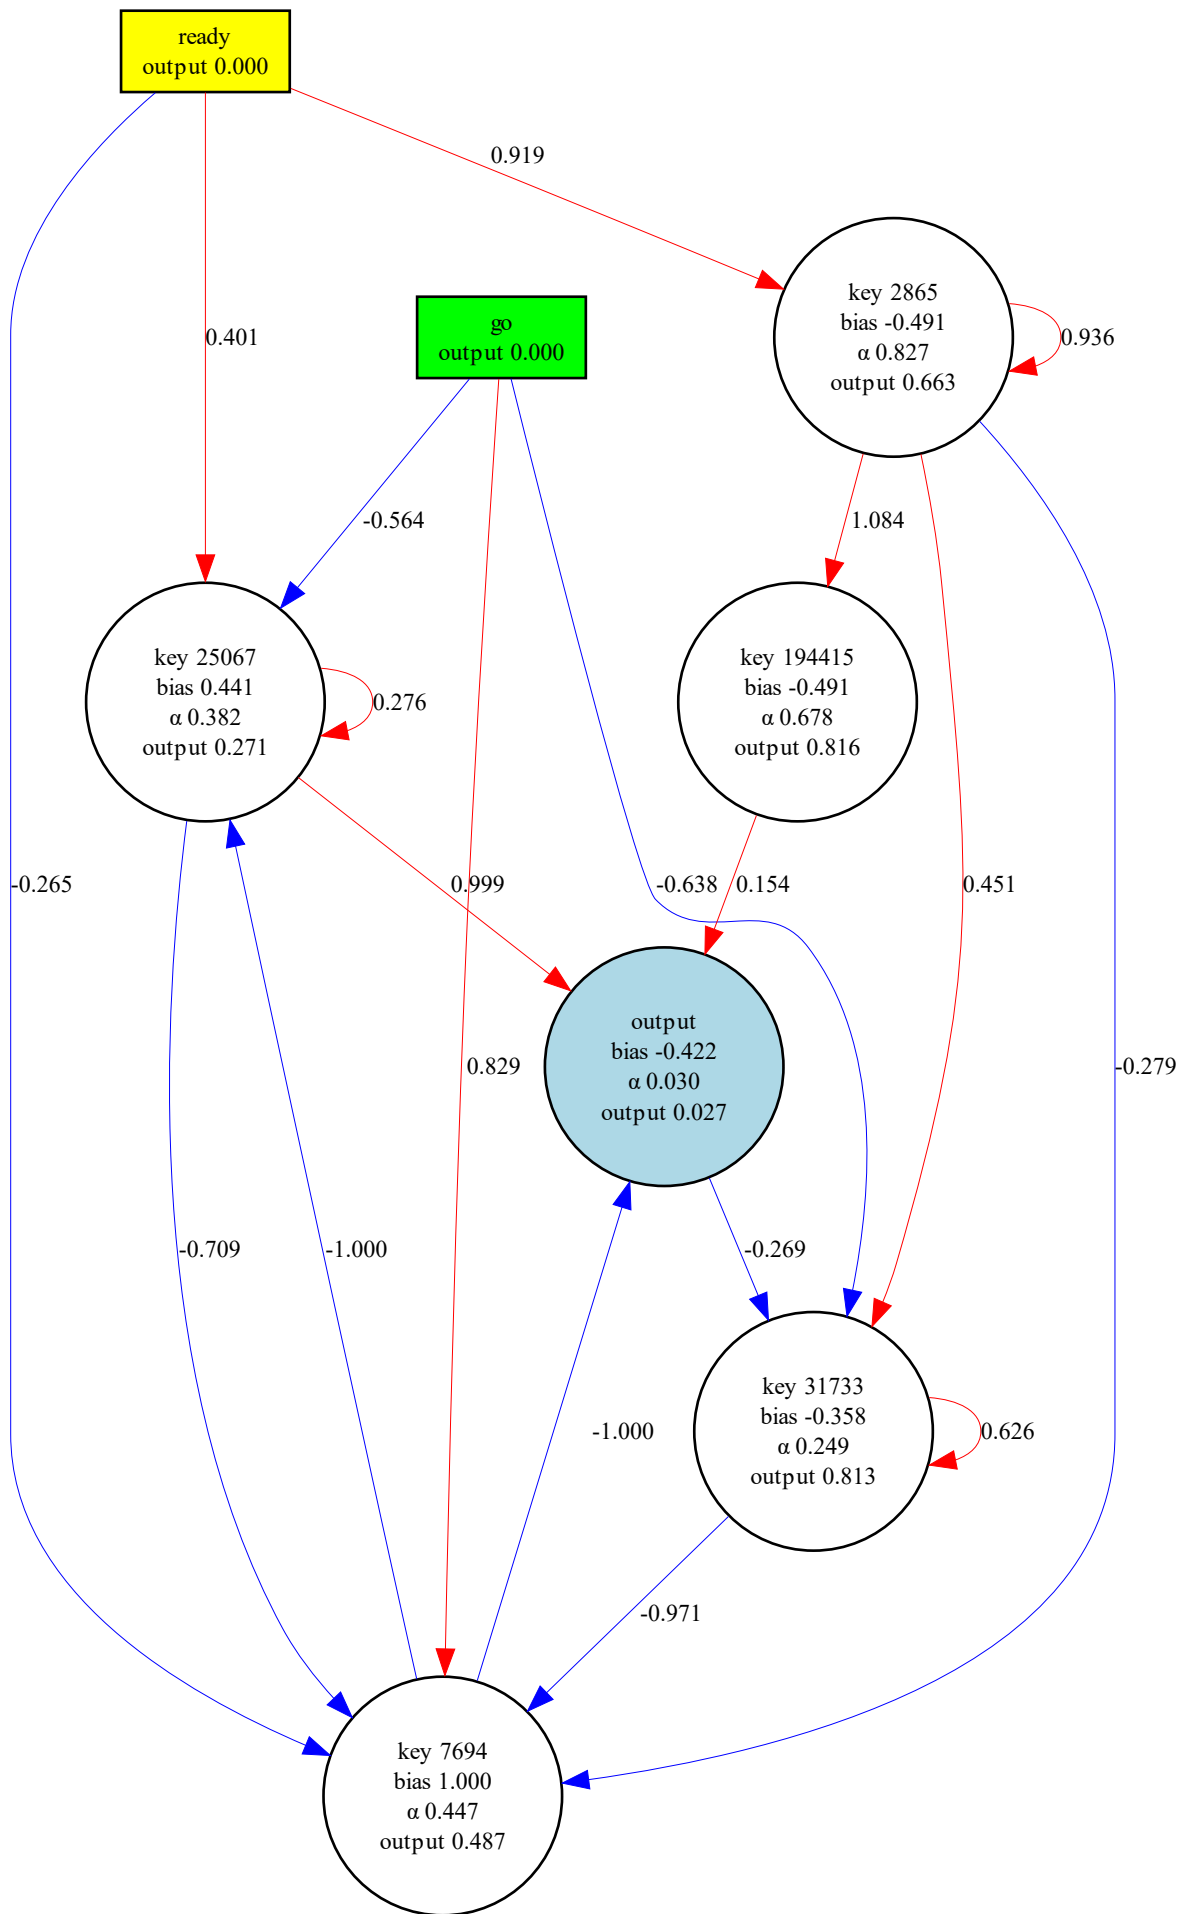 ready
output 0.000
0.919
key 2865
bias -0.491
α 0.827
output 0.663
0.936
go
output 0.000
0.401
-0.564
1.084
key 25067
bias 0.441
α 0.382
output 0.271
0.276
key 194415
bias -0.491
α 0.678
output 0.816
-0.265
0.999
-0.638
0.154
0.451
output
bias -0.422
α 0.030
output 0.027
0.829
-0.279
-0.709
-1.000
-0.269
key 31733
bias -0.358
α 0.249
output 0.813
-1.000
0.626
-0.971
key 7694
bias 1.000
α 0.447
output 0.487